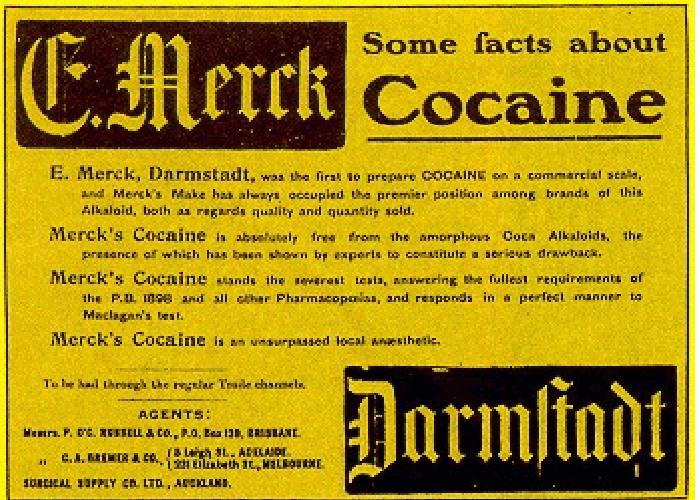 E. Merck
Some facts about
Cocaine
E. Merck, Darmstadt, was the first to prepare COCAINE on a commercial scale,
and Merck's Make has always occupied the premier position among brands of this
Alkaloid, both as regards quality and quantity sold.
Merck's Cocaine is absolutely free from the amorphous Coca Alkaloids, the
presence of which has been shown by experts to constitute a serious drawback.
Merck's Cocaine stands the severest tests, answering the fullest requirements of
the P.B. 1898 and all other Pharmacopœias, and responds in a perfect manner to
Maclagan's test.
Merck's Cocaine is an unsurpassed local anæsthetic.
To be had through the regular Trade channels.
AGENTS:
Messrs. P. O'C. RUSSELL & CO., P.O. Box 130, BRISBANE.
„ C. A. BREMER & CO., 5 Leigh St., ADELAIDE.
231 Elizabeth St., MELBOURNE.
SURGICAL SUPPLY CO. LTD., AUCKLAND.
Darmſtadt